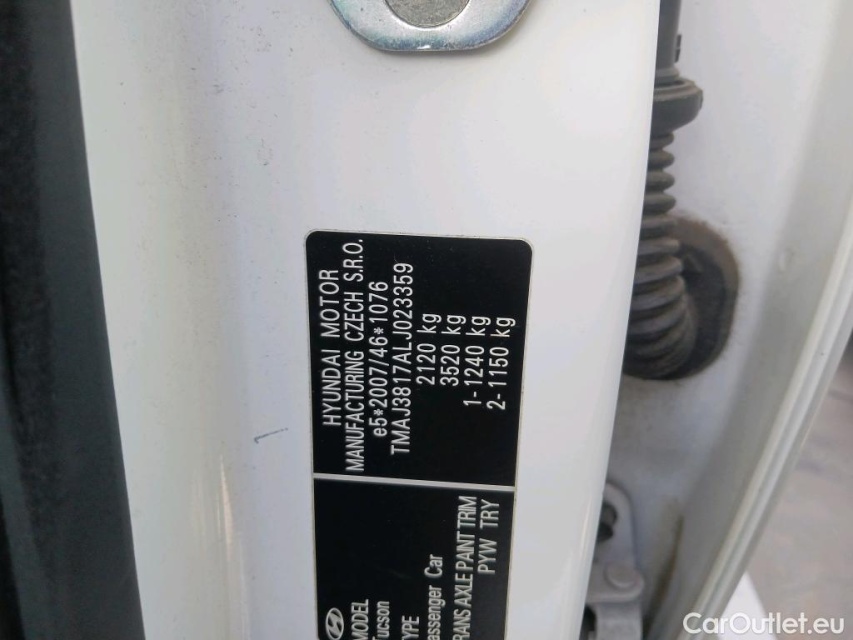 HYUNDAI MOTOR
MANUFACTURING CZECH S.R.O.
e5*2007/46*1076
TMAJ3817ALJ023359
2120 kg
3520 kg
1- 1240 kg
2- 1150 kg
MODEL
Tucson
TYPE
Passenger Car
TRANS AXLE PAINT TRIM
PYW TRY
CarOutlet.eu